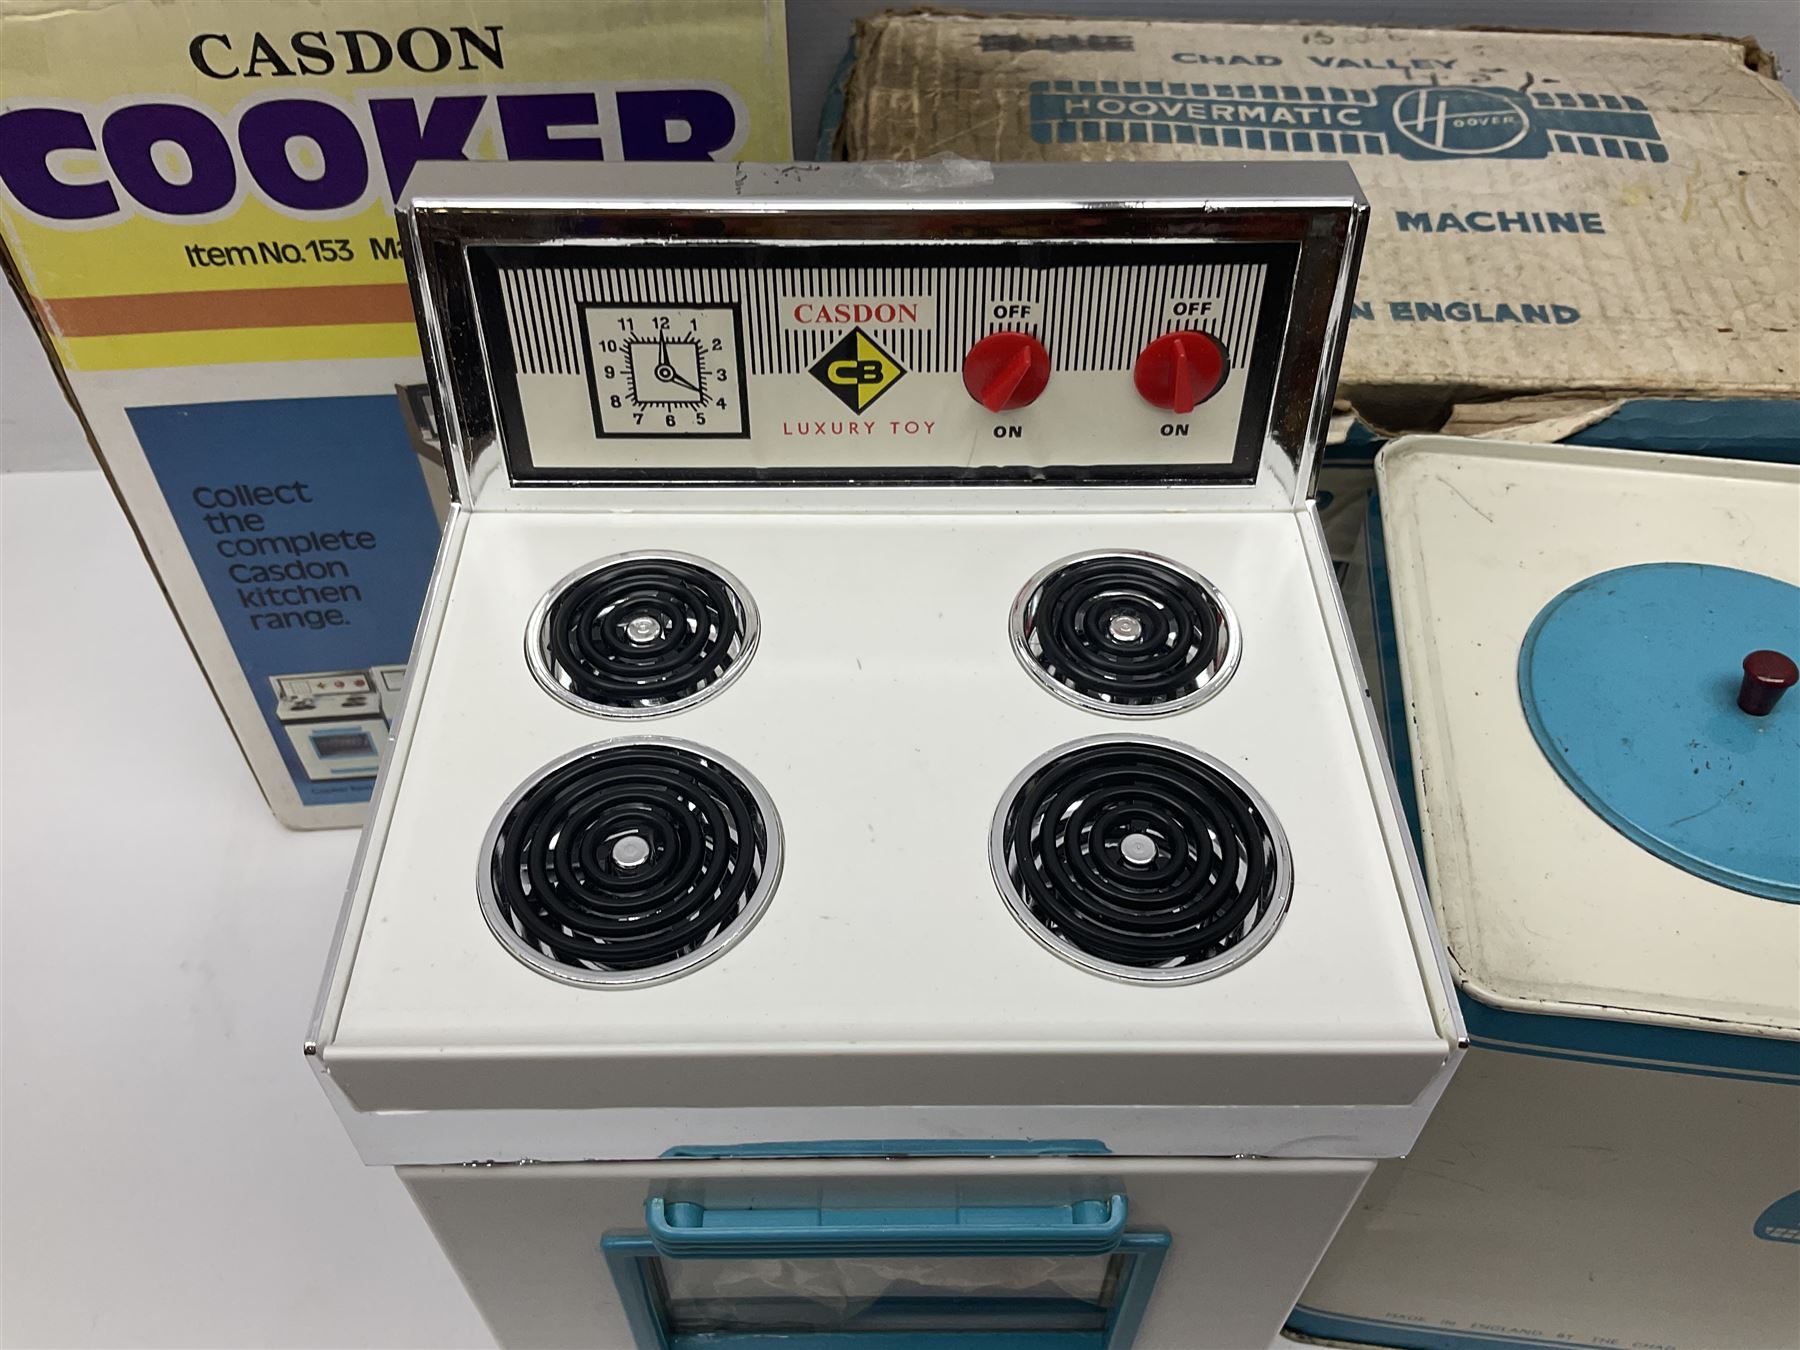 CASDON
COOKER
Item No. 153
Collect
the
complete
Casdon
kitchen
range.
CHAD VALLEY
HOOVERMATIC
HOOVER
MACHINE
ENGLAND
11 12 1
10 2
9 3
8 4
7 6 5
CASDON
CB
LUXURY TOY
OFF
ON
OFF
ON
MADE IN ENGLAND BY THE CHAD